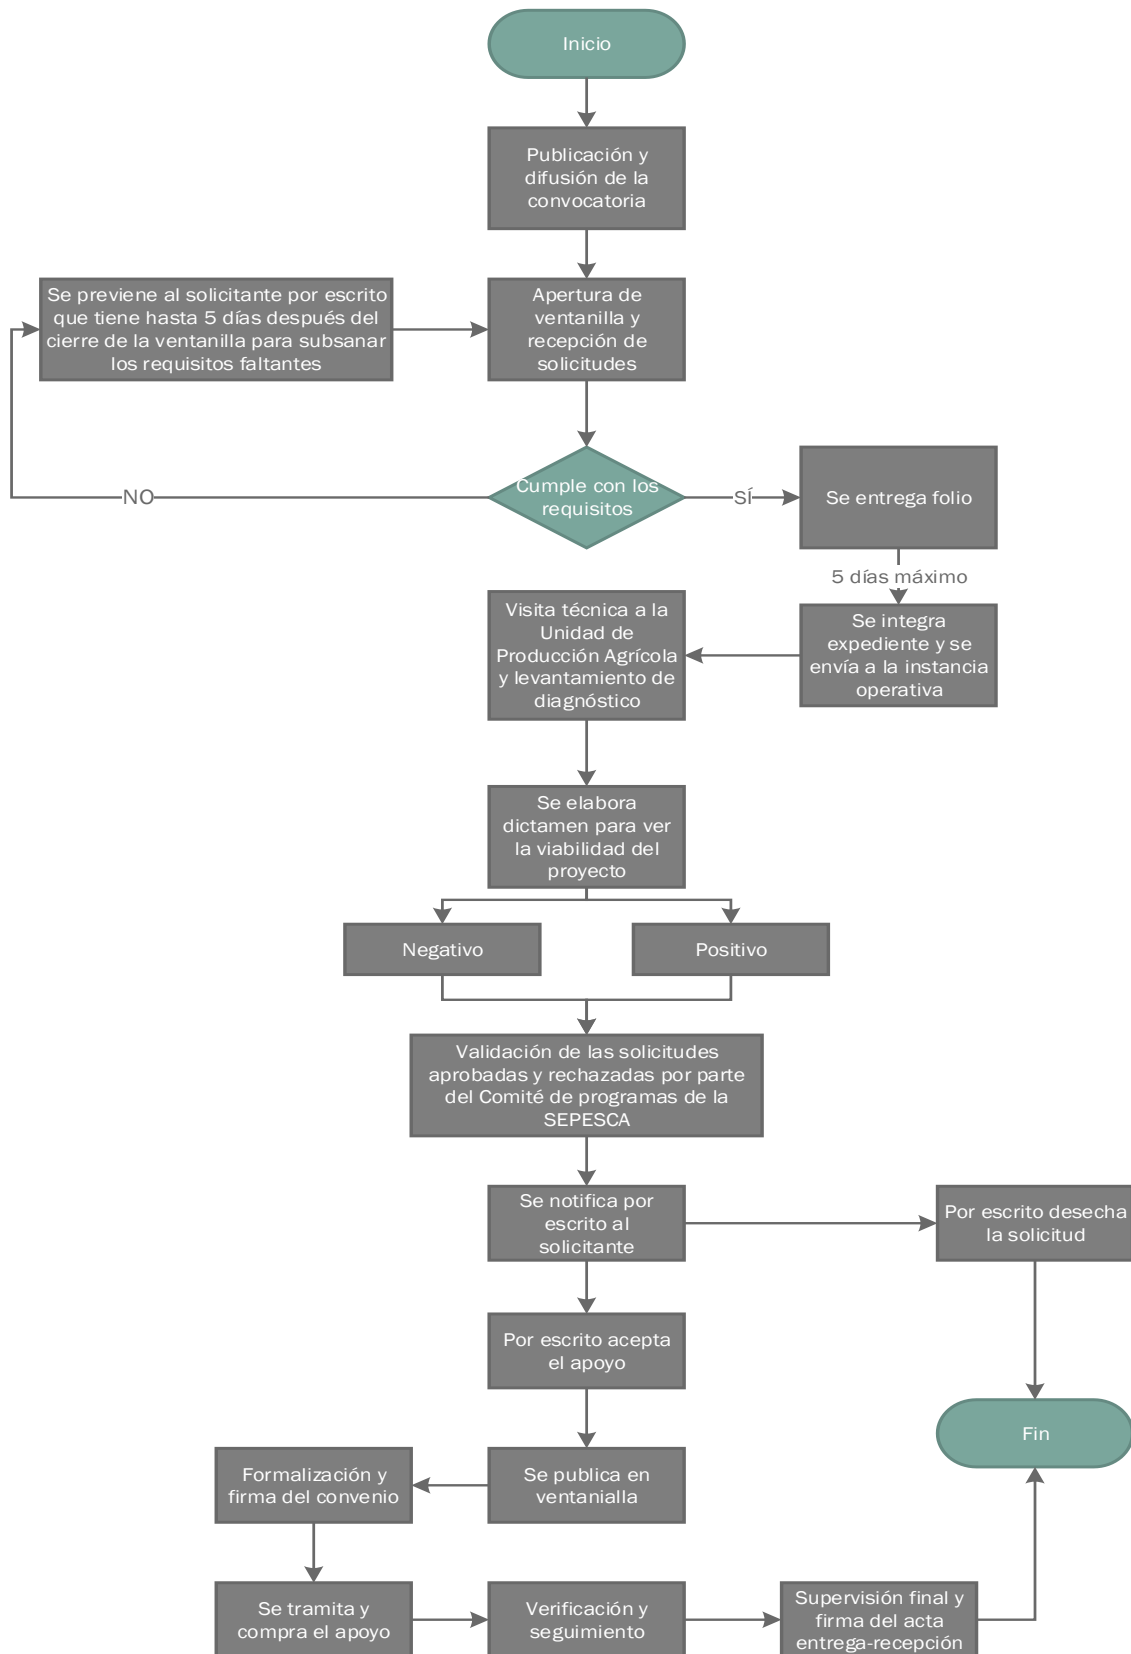 Inicio
Publicación y
difusión de la
convocatoria
Se previene al solicitante por escrito
que tiene hasta 5 días después del
cierre de la ventanilla para subsanar
los requisitos faltantes
Apertura de
ventanilla y
recepción de
solicitudes
Cumple con los
requisitos
NO
SÍ
Se entrega folio
5 días máximo
Se integra
expediente y se
envía a la instancia
operativa
Visita técnica a la
Unidad de
Producción Agrícola
y levantamiento de
diagnóstico
Se elabora
dictamen para ver
la viabilidad del
proyecto
Negativo
Positivo
Validación de las solicitudes
aprobadas y rechazadas por parte
del Comité de programas de la
SEPESCA
Se notifica por
escrito al
solicitante
Por escrito desecha
la solicitud
Por escrito acepta
el apoyo
Fin
Se publica en
ventanialla
Formalización y
firma del convenio
Se tramita y
compra el apoyo
Verificación y
seguimiento
Supervisión final y
firma del acta
entrega-recepción